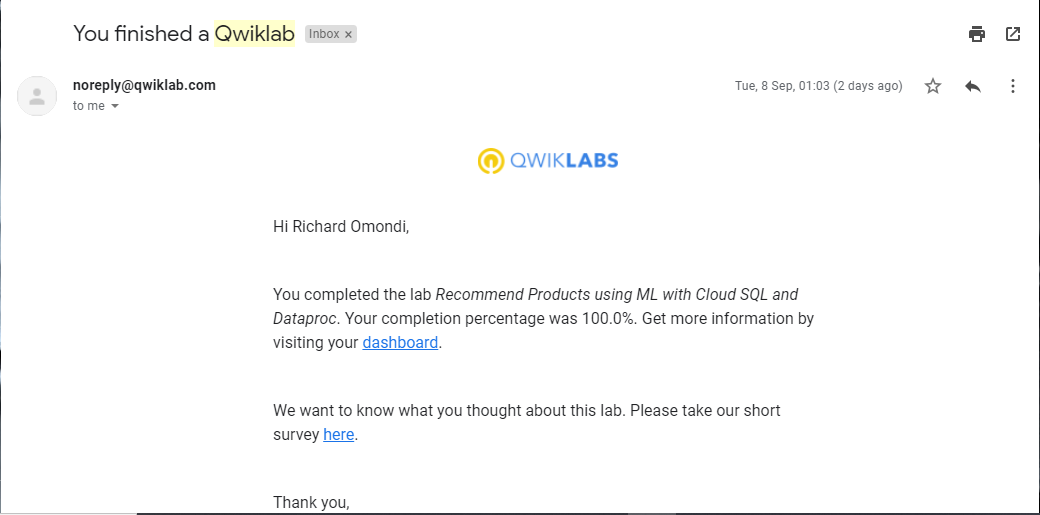 You finished a Qwiklab Inbox ×
noreply@qwiklab.com Tue, 8 Sep, 01:03 (2 days ago)
to me
QWIKLABS
Hi Richard Omondi,
You completed the lab Recommend Products using ML with Cloud SQL and
Dataproc. Your completion percentage was 100.0%. Get more information by
visiting your dashboard.
We want to know what you thought about this lab. Please take our short
survey here.
Thank you,